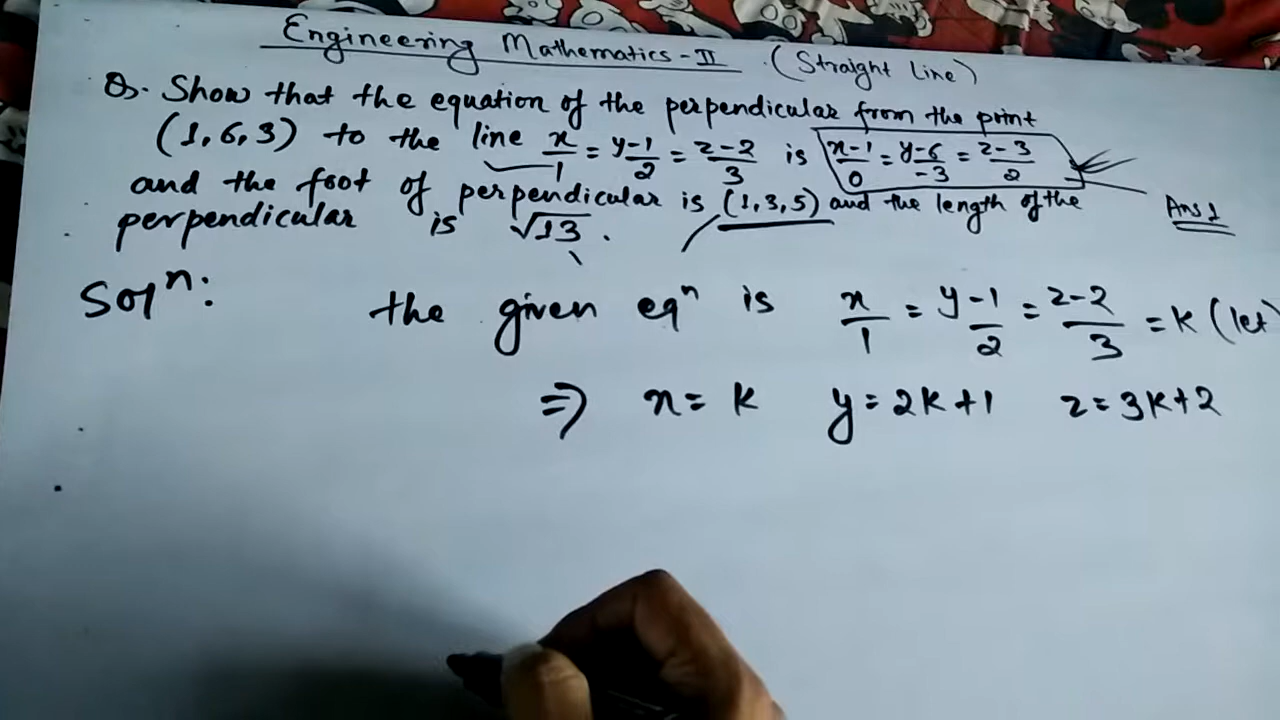 Engineering Mathematics-II (Straight Line)
Q. Show that the equation of the perpendicular from the point
(1,6,3) to the line x/1 = y-1/2 = z-2/3 is x-1/0 = y-6/-3 = z-3/2
and the foot of perpendicular is (1,3,5) and the length of the
perpendicular is √13.
Ans 1
Solⁿ: the given eqⁿ is x/1 = y-1/2 = z-2/3 = k (let)
⇒ x = k y = 2k+1 z = 3k+2